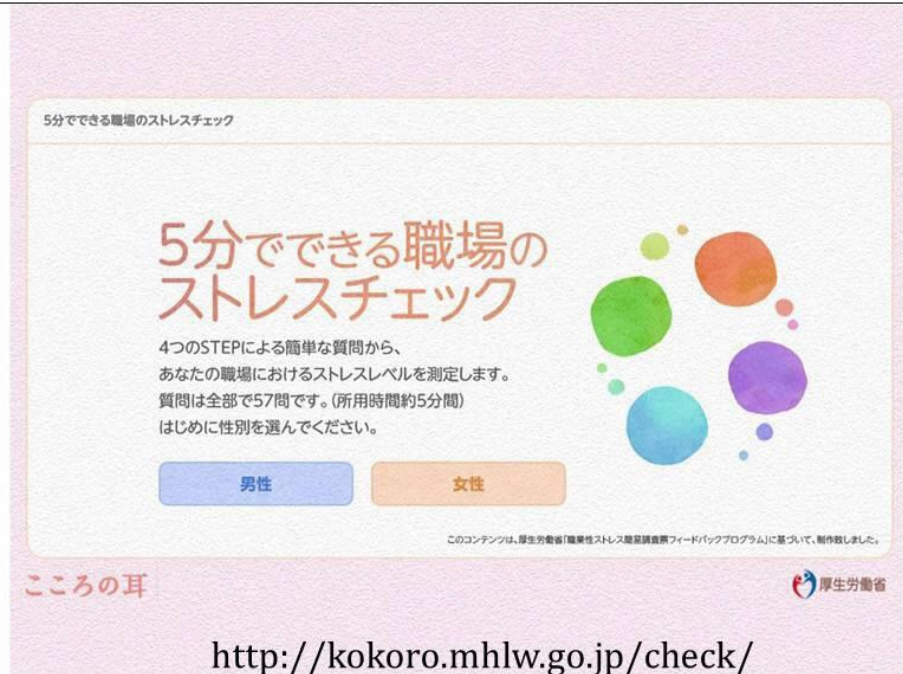 5分でできる職場のストレスチェック
5分でできる職場の
ストレスチェック
4つのSTEPによる簡単な質問から、
あなたの職場におけるストレスレベルを測定します。
質問は全部で57問です。(所用時間約5分間)
はじめに性別を選んでください。
男性
女性
このコンテンツは、厚生労働省「職業性ストレス簡易調査票フィードバックプログラム」に基づいて、制作致しました。
こころの耳
厚生労働省
http://kokoro.mhlw.go.jp/check/